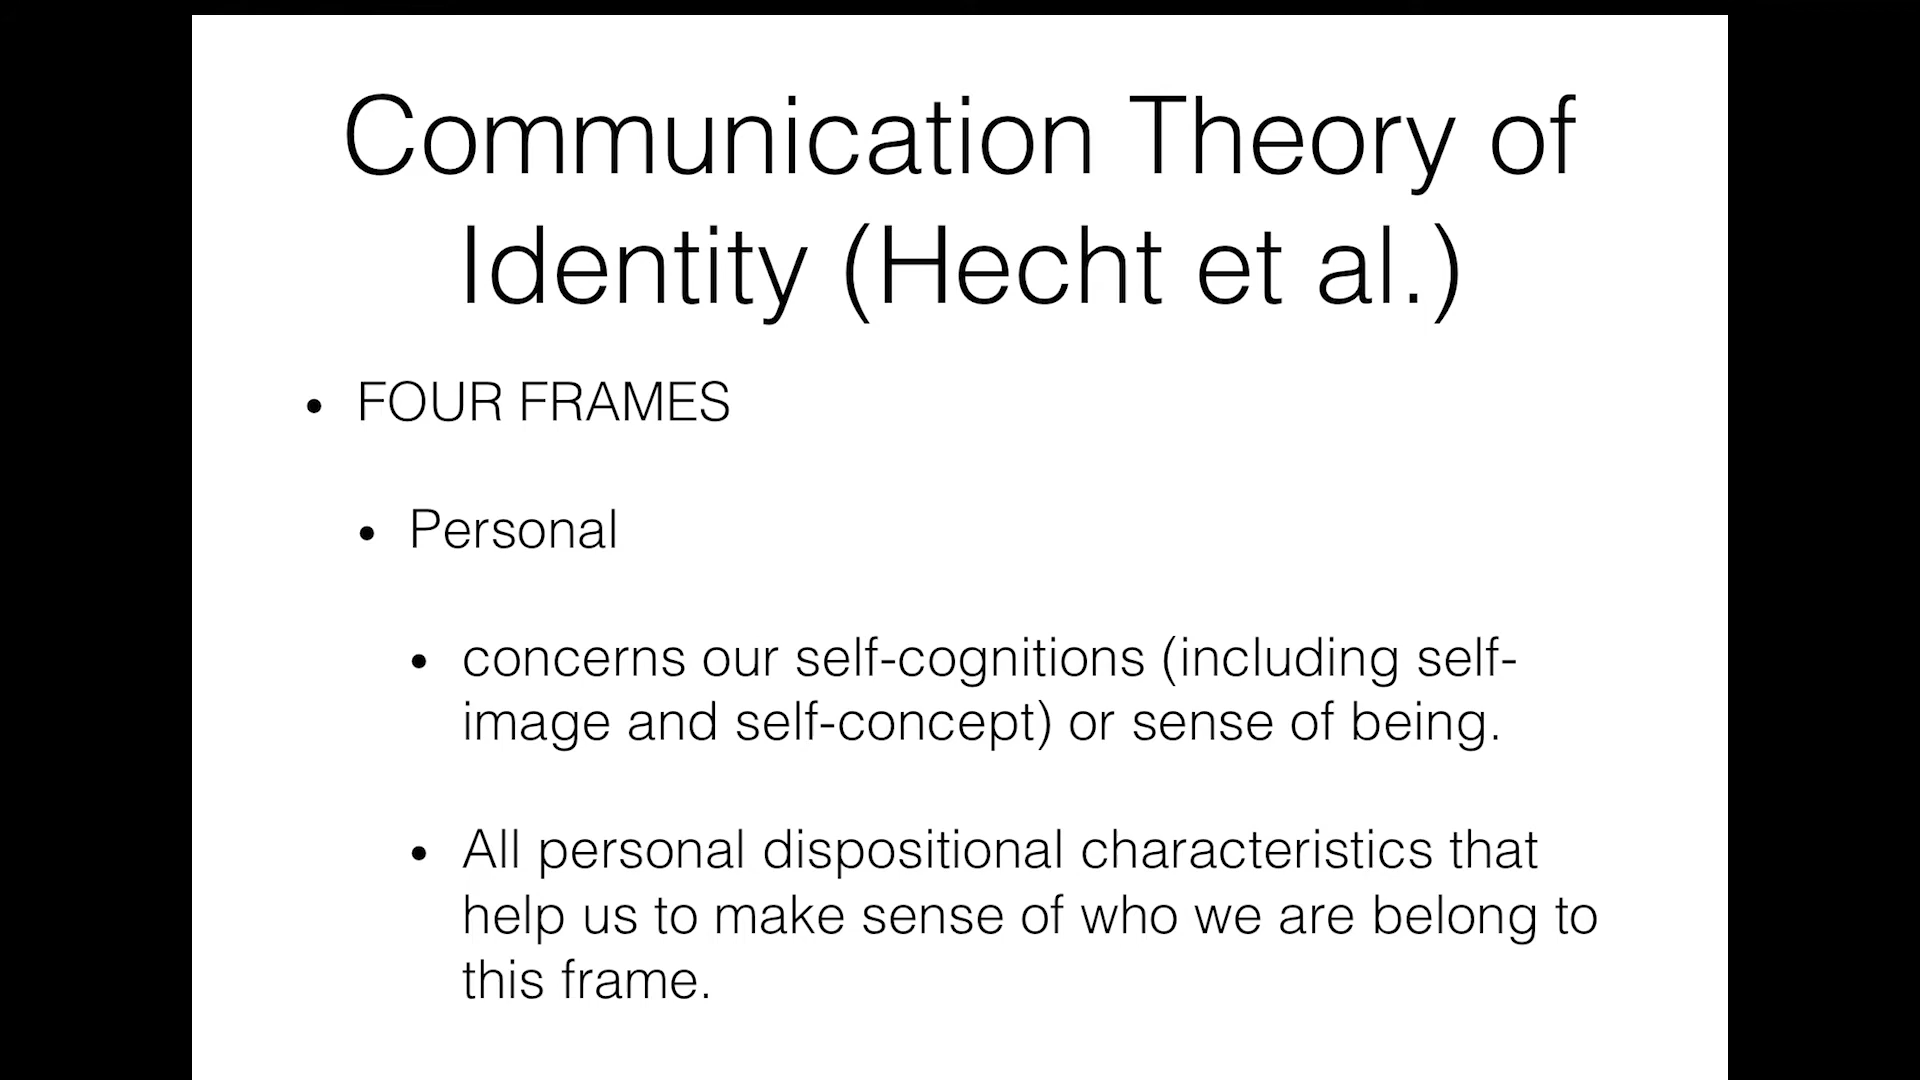 Communication Theory of
Identity (Hecht et al.)
• FOUR FRAMES
• Personal
• concerns our self-cognitions (including self-
image and self-concept) or sense of being.
• All personal dispositional characteristics that
help us to make sense of who we are belong to
this frame.